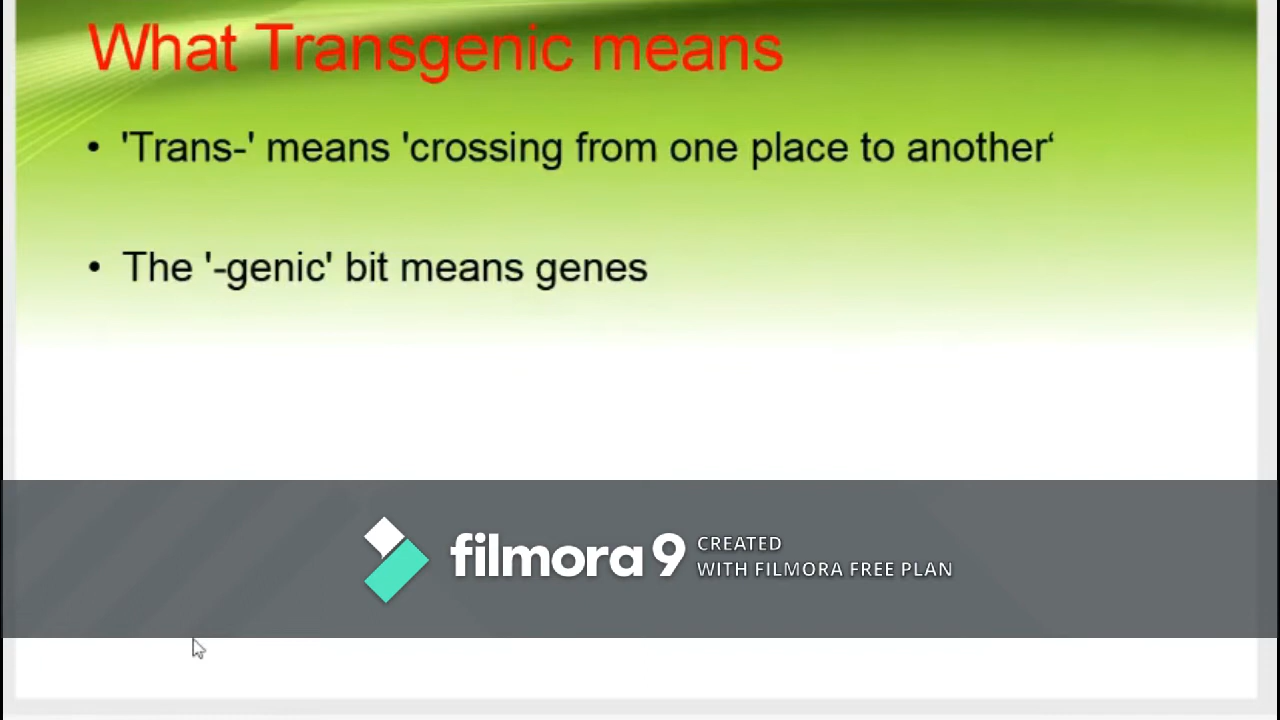 What Transgenic means
• 'Trans-' means 'crossing from one place to another‘
• The '-genic' bit means genes
filmora 9 CREATED
WITH FILMORA FREE PLAN